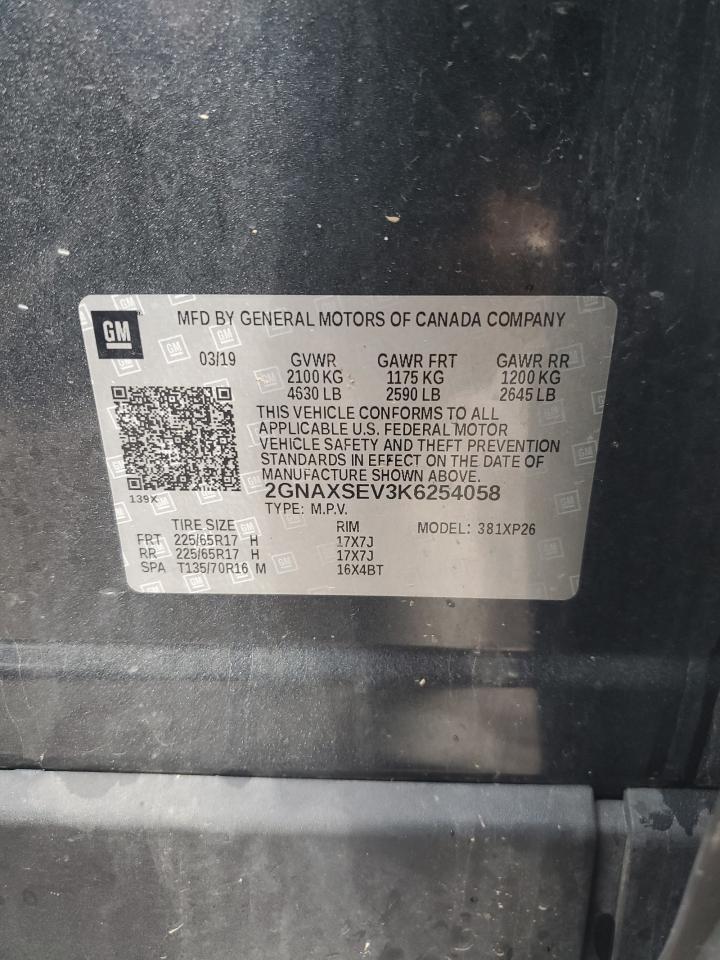 GM
MFD BY GENERAL MOTORS OF CANADA COMPANY
03/19 GVWR GAWR FRT GAWR RR
2100 KG 1175 KG 1200 KG
4630 LB 2590 LB 2645 LB
THIS VEHICLE CONFORMS TO ALL
APPLICABLE U.S. FEDERAL MOTOR
VEHICLE SAFETY AND THEFT PREVENTION
STANDARDS IN EFFECT ON THE DATE OF
MANUFACTURE SHOWN ABOVE.
139X 2GNAXSEV3K6254058
TYPE: M.P.V.
TIRE SIZE RIM MODEL: 381XP26
FRT 225/65R17 H 17X7J
RR 225/65R17 H 17X7J
SPA T135/70R16 M 16X4BT